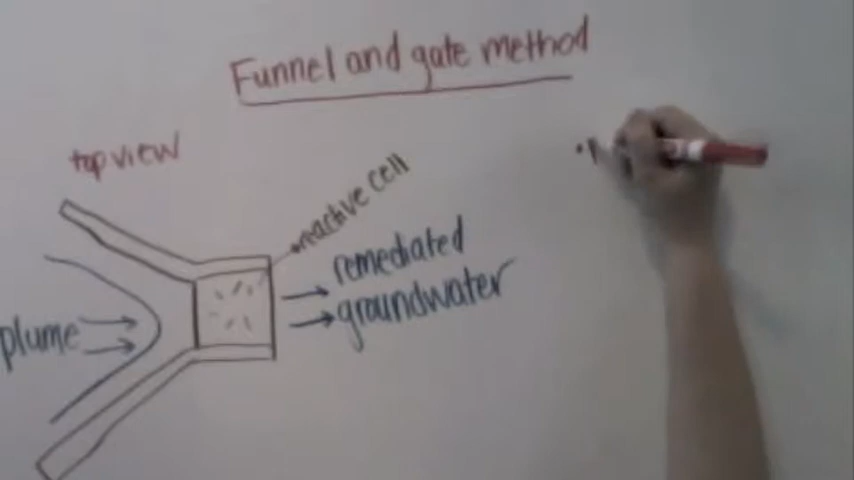 Funnel and gate method
top view
reactive cell
remediated
groundwater
plume